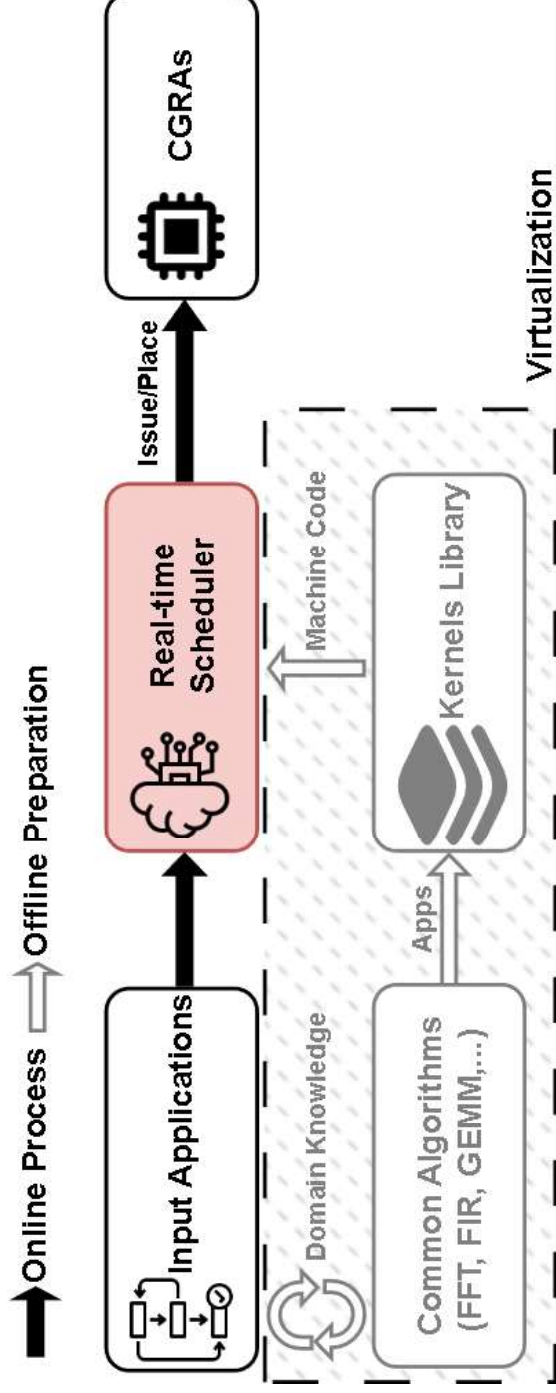 Online Process
Offline Preparation
Input Applications
Real-time
Scheduler
Issue/Place
CGRAs
Domain Knowledge
Machine Code
Common Algorithms
(FFT, FIR, GEMM,...)
Apps
Kernels Library
Virtualization